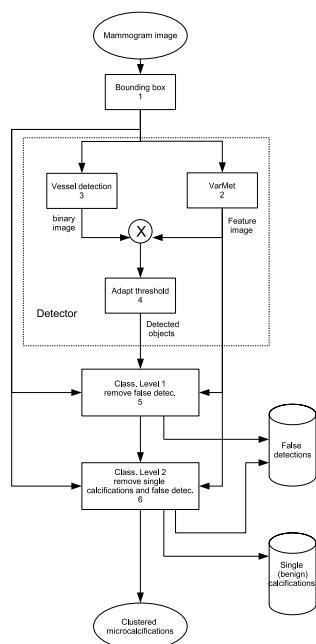 Mammogram image
Bounding box
1
Vessel detection
3
VarMet
2
binary
image
Feature
image
X
Adapt threshold
4
Detector
Detected
objects
Class. Level 1
remove false detec.
5
Class. Level 2
remove single
calcifications and false detec.
6
False
detections
Single
(benign)
calcifications
Clustered
microcalcifications